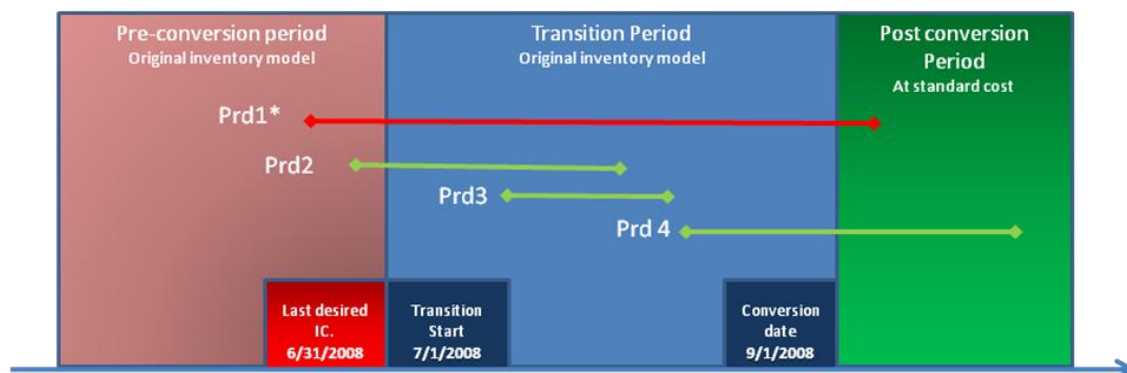 Pre-conversion period
Original inventory model
Transition Period
Original inventory model
Post conversion
Period
At standard cost
Prd1*
Prd2
Prd3
Prd 4
Last desired
IC.
6/31/2008
Transition
Start
7/1/2008
Conversion
date
9/1/2008